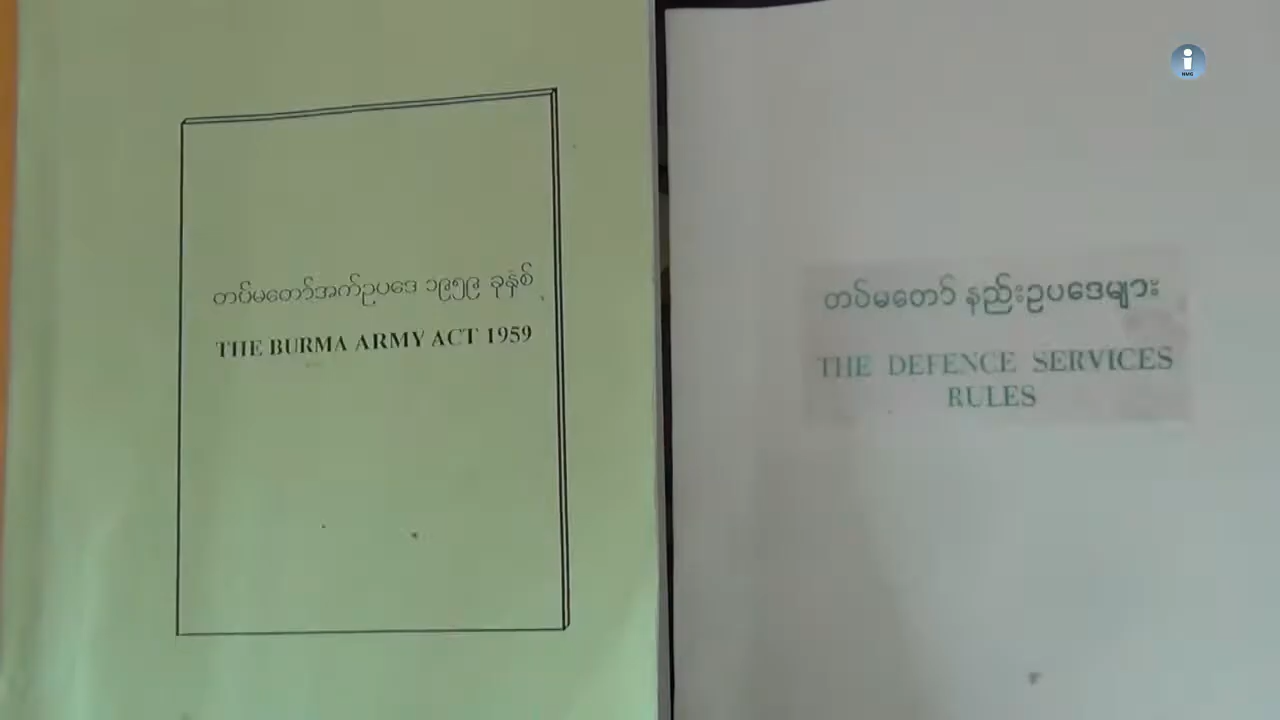 တပ်မတော်အက်ဥပဒေ ၁၉၅၉ ခုနှစ်
THE BURMA ARMY ACT 1959
တပ်မတော် နည်းဥပဒေများ
THE DEFENCE SERVICES
RULES
i
NMG